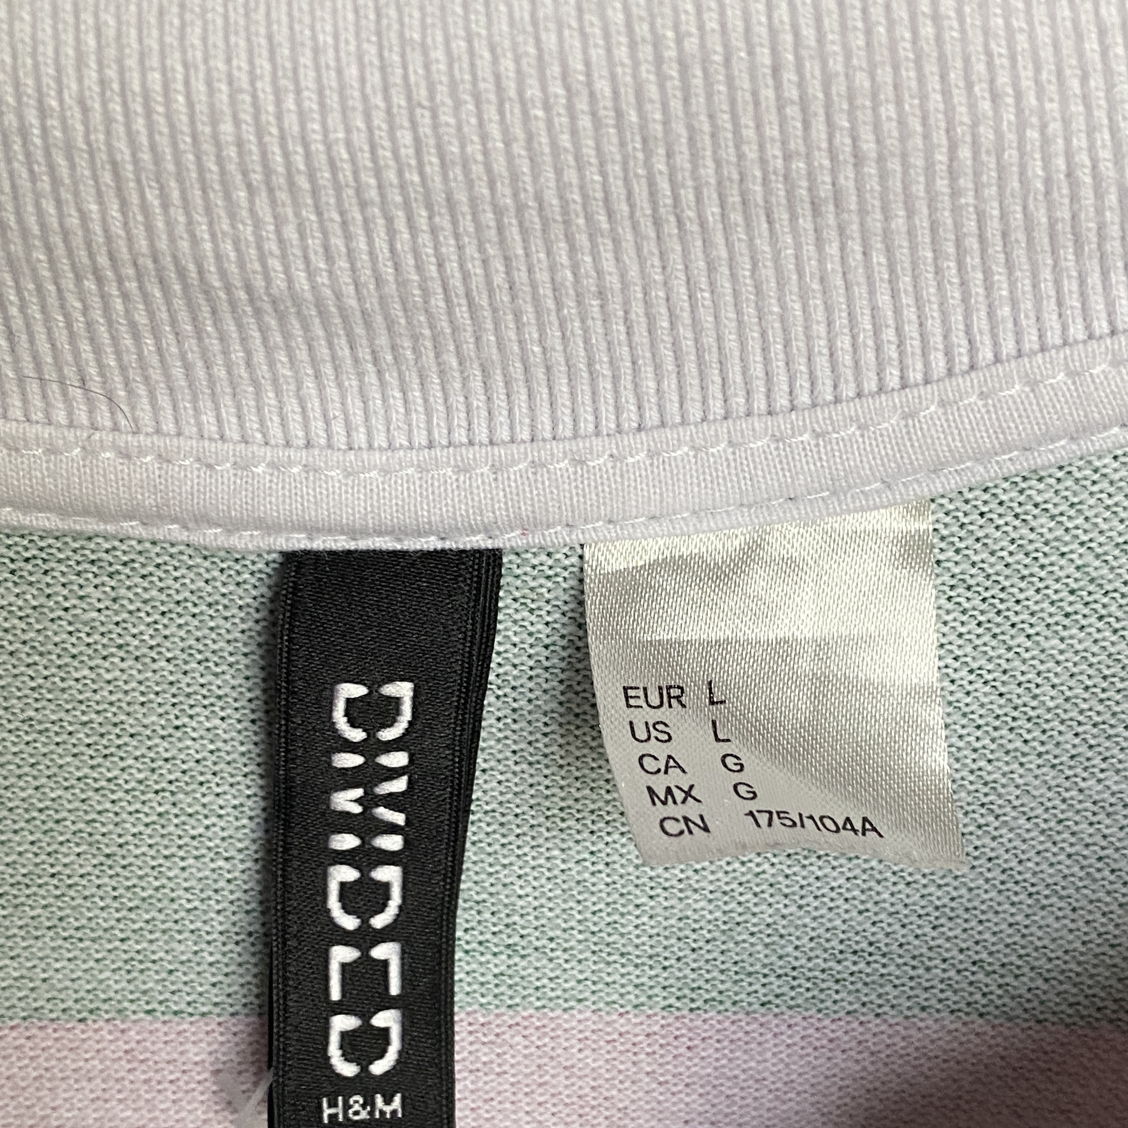 DIVIDED
H&M
EUR L
US L
CA G
MX G
CN 175/104A